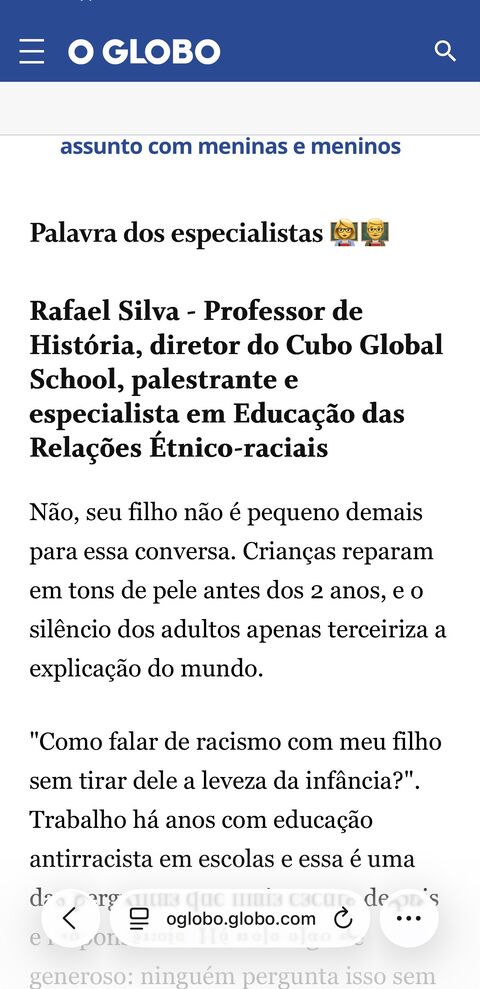 O GLOBO
assunto com meninas e meninos
Palavra dos especialistas
Rafael Silva - Professor de
História, diretor do Cubo Global
School, palestrante e
especialista em Educação das
Relações Étnico-raciais
Não, seu filho não é pequeno demais
para essa conversa. Crianças reparam
em tons de pele antes dos 2 anos, e o
silêncio dos adultos apenas terceiriza a
explicação do mundo.
"Como falar de racismo com meu filho
sem tirar dele a leveza da infância?".
Trabalho há anos com educação
antirracista em escolas e essa é uma
oglobo.globo.com
generoso: ninguém pergunta isso sem